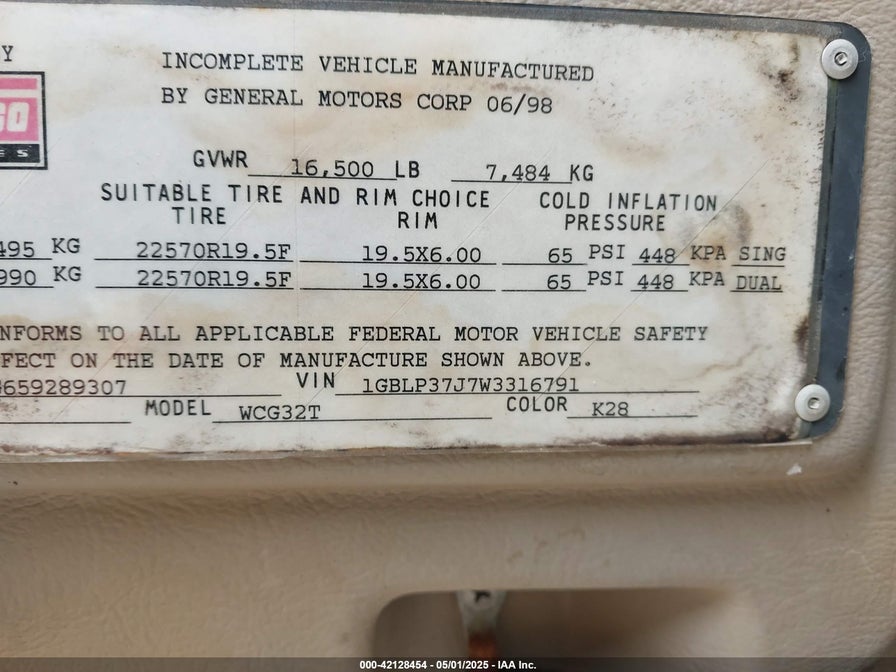 Y
INCOMPLETE VEHICLE MANUFACTURED
BY GENERAL MOTORS CORP 06/98
GO
ES
GVWR 16,500 LB 7,484 KG
SUITABLE TIRE AND RIM CHOICE COLD INFLATION
TIRE RIM PRESSURE
495 KG 22570R19.5F 19.5X6.00 65 PSI 448 KPA SING
990 KG 22570R19.5F 19.5X6.00 65 PSI 448 KPA DUAL
NFORMS TO ALL APPLICABLE FEDERAL MOTOR VEHICLE SAFETY
FECT ON THE DATE OF MANUFACTURE SHOWN ABOVE.
4659289307 VIN 1GBLP37J7W3316791
MODEL WCG32T COLOR K28
000-42128454 - 05/01/2025 - IAA Inc.